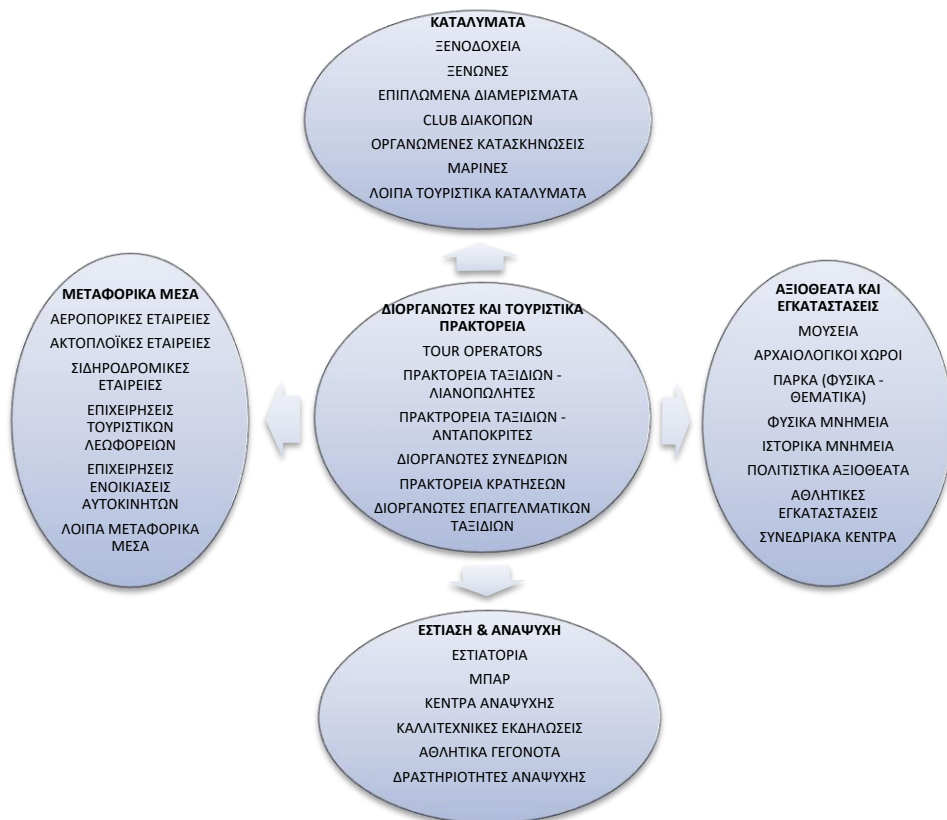 ΚΑΤΑΛΥΜΑΤΑ
ΞΕΝΟΔΟΧΕΙΑ
ΞΕΝΩΝΕΣ
ΕΠΙΠΛΩΜΕΝΑ ΔΙΑΜΕΡΙΣΜΑΤΑ
CLUB ΔΙΑΚΟΠΩΝ
ΟΡΓΑΝΩΜΕΝΕΣ ΚΑΤΑΣΚΗΝΩΣΕΙΣ
ΜΑΡΙΝΕΣ
ΛΟΙΠΑ ΤΟΥΡΙΣΤΙΚΑ ΚΑΤΑΛΥΜΑΤΑ
ΜΕΤΑΦΟΡΙΚΑ ΜΕΣΑ
ΑΕΡΟΠΟΡΙΚΕΣ ΕΤΑΙΡΕΙΕΣ
ΑΚΤΟΠΛΟΪΚΕΣ ΕΤΑΙΡΕΙΕΣ
ΣΙΔΗΡΟΔΡΟΜΙΚΕΣ
ΕΤΑΙΡΕΙΕΣ
ΕΠΙΧΕΙΡΗΣΕΙΣ
ΤΟΥΡΙΣΤΙΚΩΝ
ΛΕΩΦΟΡΕΙΩΝ
ΕΠΙΧΕΙΡΗΣΕΙΣ
ΕΝΟΙΚΙΑΣΕΙΣ
ΑΥΤΟΚΙΝΗΤΩΝ
ΛΟΙΠΑ ΜΕΤΑΦΟΡΙΚΑ
ΜΕΣΑ
ΔΙΟΡΓΑΝΩΤΕΣ ΚΑΙ ΤΟΥΡΙΣΤΙΚΑ
ΠΡΑΚΤΟΡΕΙΑ
TOUR OPERATORS
ΠΡΑΚΤΟΡΕΙΑ ΤΑΞΙΔΙΩΝ -
ΛΙΑΝΟΠΩΛΗΤΕΣ
ΠΡΑΚΤΡΟΡΕΙΑ ΤΑΞΙΔΙΩΝ -
ΑΝΤΑΠΟΚΡΙΤΕΣ
ΔΙΟΡΓΑΝΩΤΕΣ ΣΥΝΕΔΡΙΩΝ
ΠΡΑΚΤΟΡΕΙΑ ΚΡΑΤΗΣΕΩΝ
ΔΙΟΡΓΑΝΩΤΕΣ ΕΠΑΓΓΕΛΜΑΤΙΚΩΝ
ΤΑΞΙΔΙΩΝ
ΑΞΙΟΘΕΑΤΑ ΚΑΙ
ΕΓΚΑΤΑΣΤΑΣΕΙΣ
ΜΟΥΣΕΙΑ
ΑΡΧΑΙΟΛΟΓΙΚΟΙ ΧΩΡΟΙ
ΠΑΡΚΑ (ΦΥΣΙΚΑ -
ΘΕΜΑΤΙΚΑ)
ΦΥΣΙΚΑ ΜΝΗΜΕΙΑ
ΙΣΤΟΡΙΚΑ ΜΝΗΜΕΙΑ
ΠΟΛΙΤΙΣΤΙΚΑ ΑΞΙΟΘΕΑΤΑ
ΑΘΛΗΤΙΚΕΣ
ΕΓΚΑΤΑΣΤΑΣΕΙΣ
ΣΥΝΕΔΡΙΑΚΑ ΚΕΝΤΡΑ
ΕΣΤΙΑΣΗ & ΑΝΑΨΥΧΗ
ΕΣΤΙΑΤΟΡΙΑ
ΜΠΑΡ
ΚΕΝΤΡΑ ΑΝΑΨΥΧΗΣ
ΚΑΛΛΙΤΕΧΝΙΚΕΣ ΕΚΔΗΛΩΣΕΙΣ
ΑΘΛΗΤΙΚΑ ΓΕΓΟΝΟΤΑ
ΔΡΑΣΤΗΡΙΟΤΗΤΕΣ ΑΝΑΨΥΧΗΣ